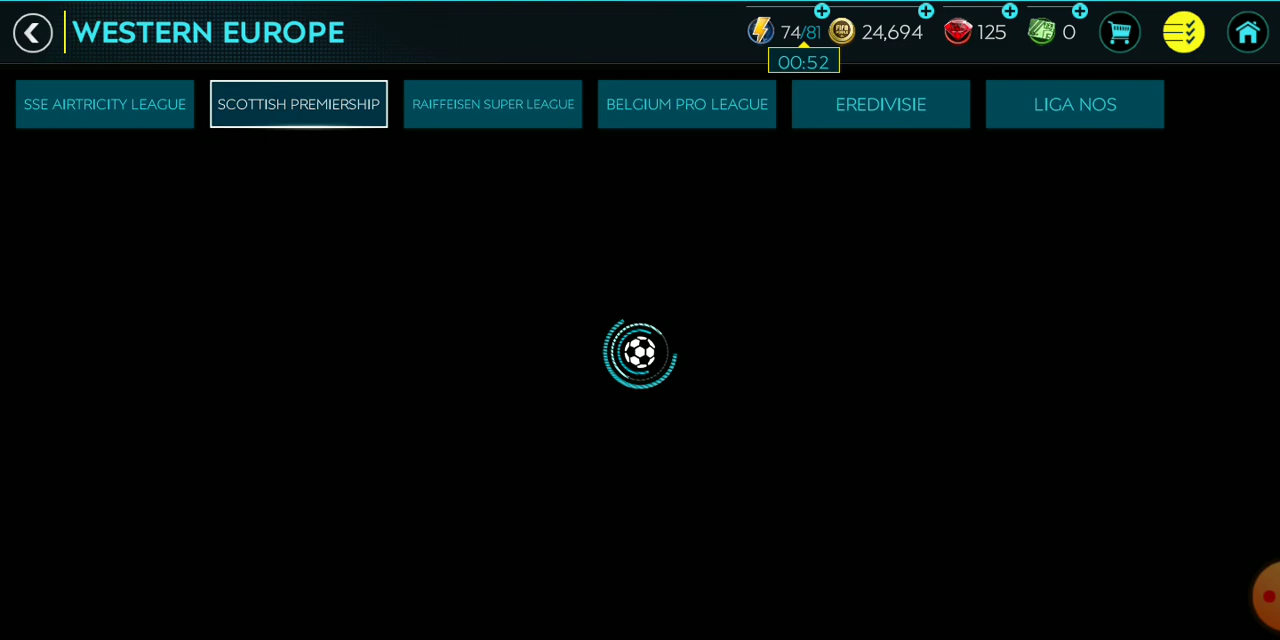 WESTERN EUROPE
74/81
24,694
125
0
00:52
SSE AIRTRICITY LEAGUE
SCOTTISH PREMIERSHIP
RAIFFEISEN SUPER LEAGUE
BELGIUM PRO LEAGUE
EREDIVISIE
LIGA NOS